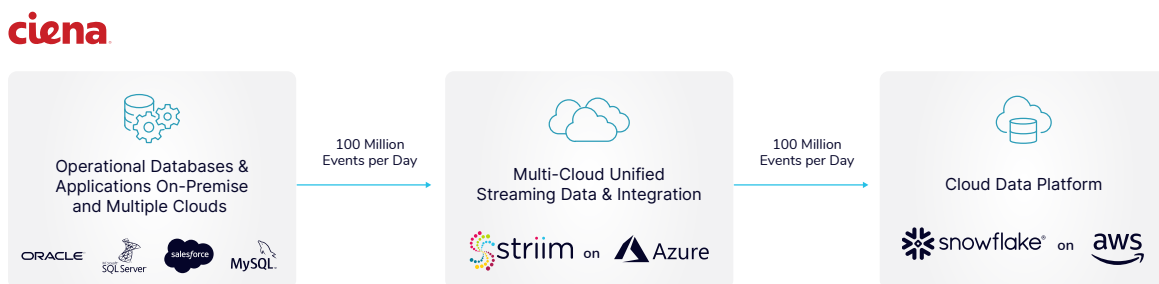 ciena
Operational Databases &
Applications On-Premise
and Multiple Clouds
ORACLE
Microsoft
SQL Server
salesforce
MySQL
100 Million
Events per Day
Multi-Cloud Unified
Streaming Data & Integration
striim on Azure
100 Million
Events per Day
Cloud Data Platform
snowflake® on aws